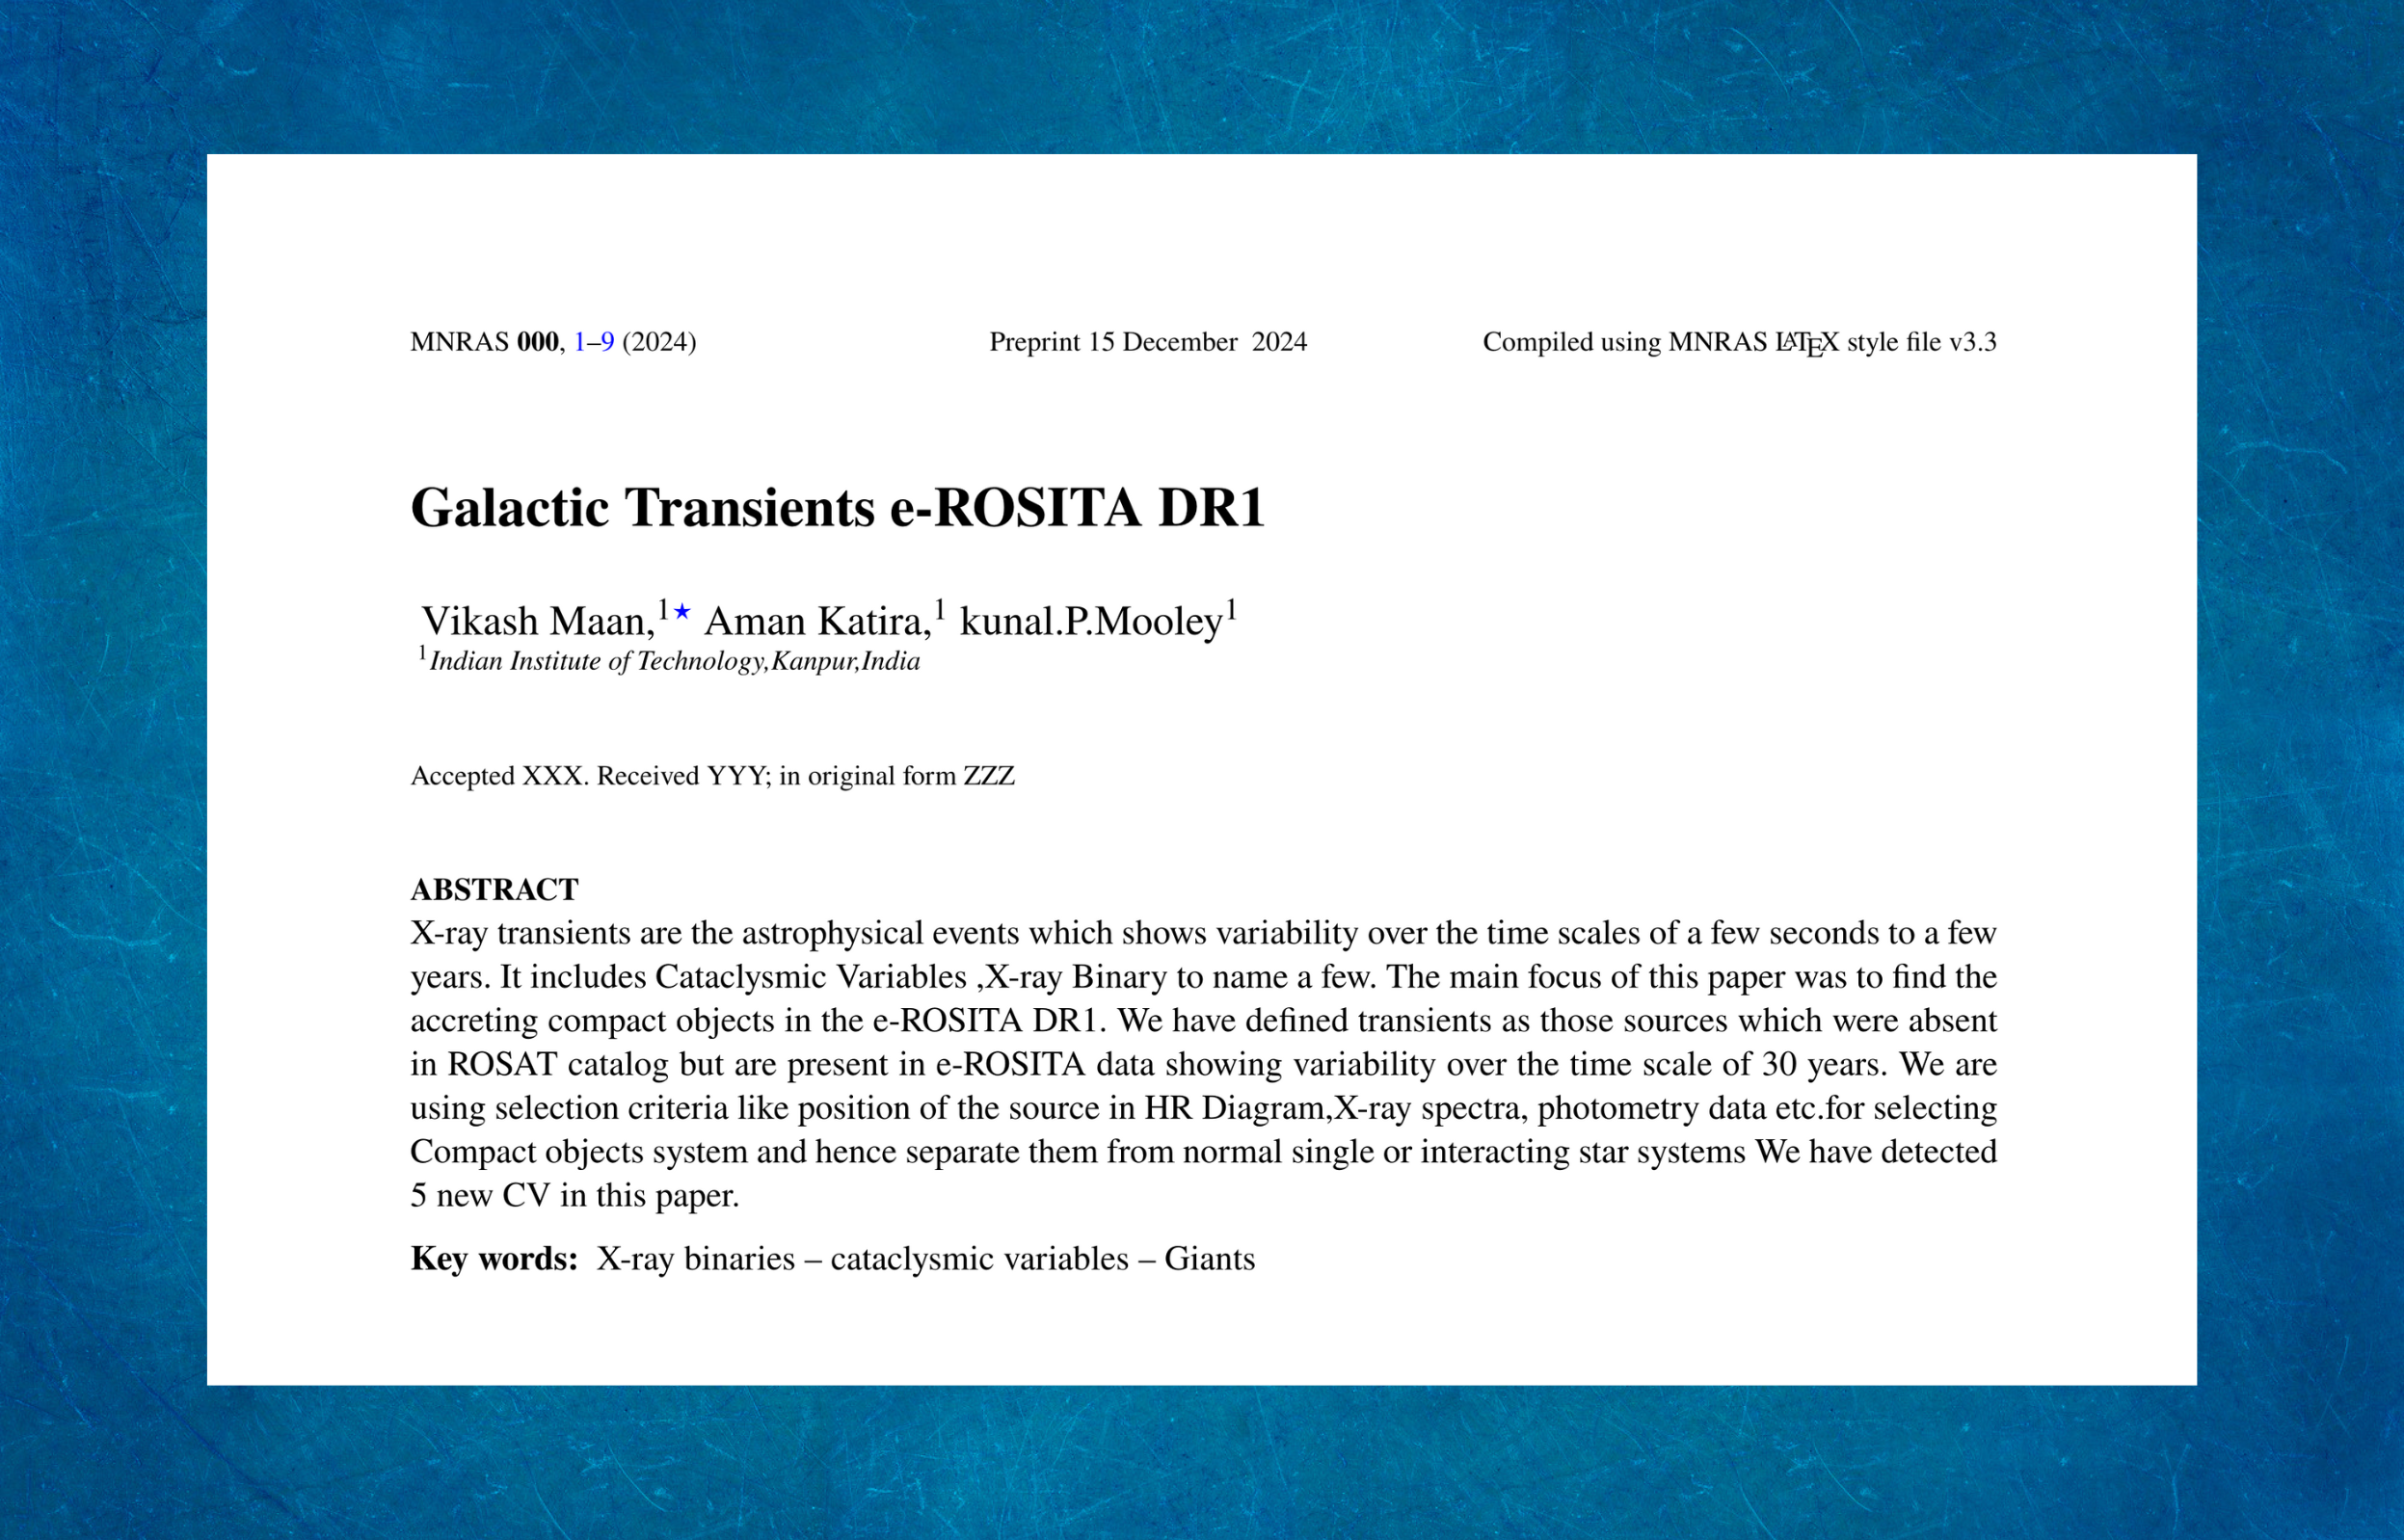 MNRAS 000, 1–9 (2024) Preprint 15 December 2024 Compiled using MNRAS LATEX style file v3.3
Galactic Transients e-ROSITA DR1
Vikash Maan,1★ Aman Katira,1 kunal.P.Mooley1
1Indian Institute of Technology,Kanpur,India
Accepted XXX. Received YYY; in original form ZZZ
ABSTRACT
X-ray transients are the astrophysical events which shows variability over the time scales of a few seconds to a few
years. It includes Cataclysmic Variables ,X-ray Binary to name a few. The main focus of this paper was to find the
accreting compact objects in the e-ROSITA DR1. We have defined transients as those sources which were absent
in ROSAT catalog but are present in e-ROSITA data showing variability over the time scale of 30 years. We are
using selection criteria like position of the source in HR Diagram,X-ray spectra, photometry data etc.for selecting
Compact objects system and hence separate them from normal single or interacting star systems We have detected
5 new CV in this paper.
Key words: X-ray binaries – cataclysmic variables – Giants